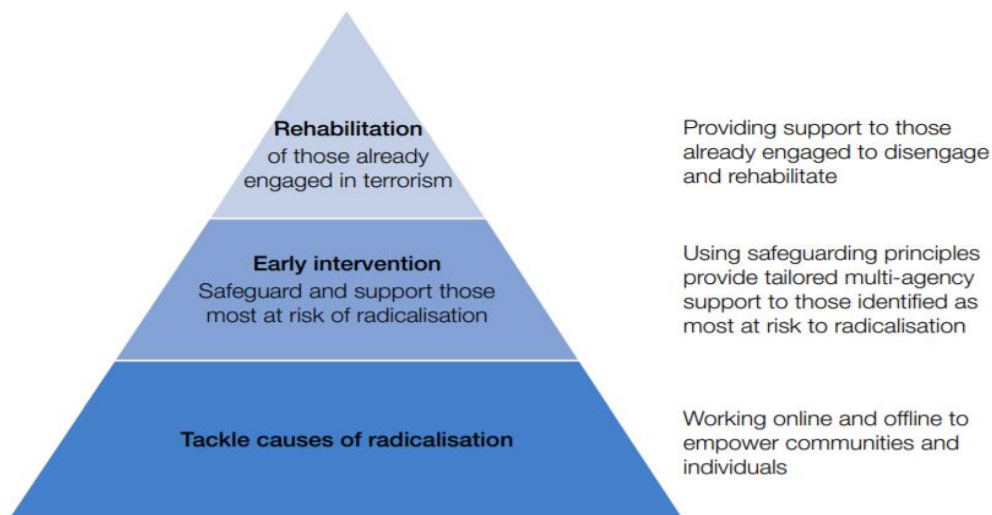 Rehabilitation
of those already
engaged in terrorism
Providing support to those
already engaged to disengage
and rehabilitate
Early intervention
Safeguard and support those
most at risk of radicalisation
Using safeguarding principles
provide tailored multi-agency
support to those identified as
most at risk to radicalisation
Tackle causes of radicalisation
Working online and offline to
empower communities and
individuals